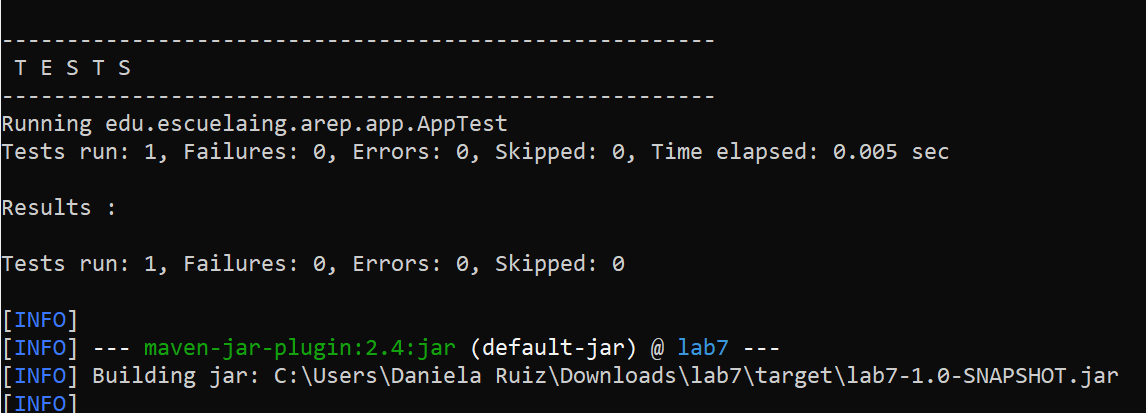 -------------------------------------------------------
 T E S T S
-------------------------------------------------------
Running edu.escuelaing.arep.app.AppTest
Tests run: 1, Failures: 0, Errors: 0, Skipped: 0, Time elapsed: 0.005 sec
Results :
Tests run: 1, Failures: 0, Errors: 0, Skipped: 0
[INFO]
[INFO] --- maven-jar-plugin:2.4:jar (default-jar) @ lab7 ---
[INFO] Building jar: C:\Users\Daniela Ruiz\Downloads\lab7\target\lab7-1.0-SNAPSHOT.jar
[INFO]